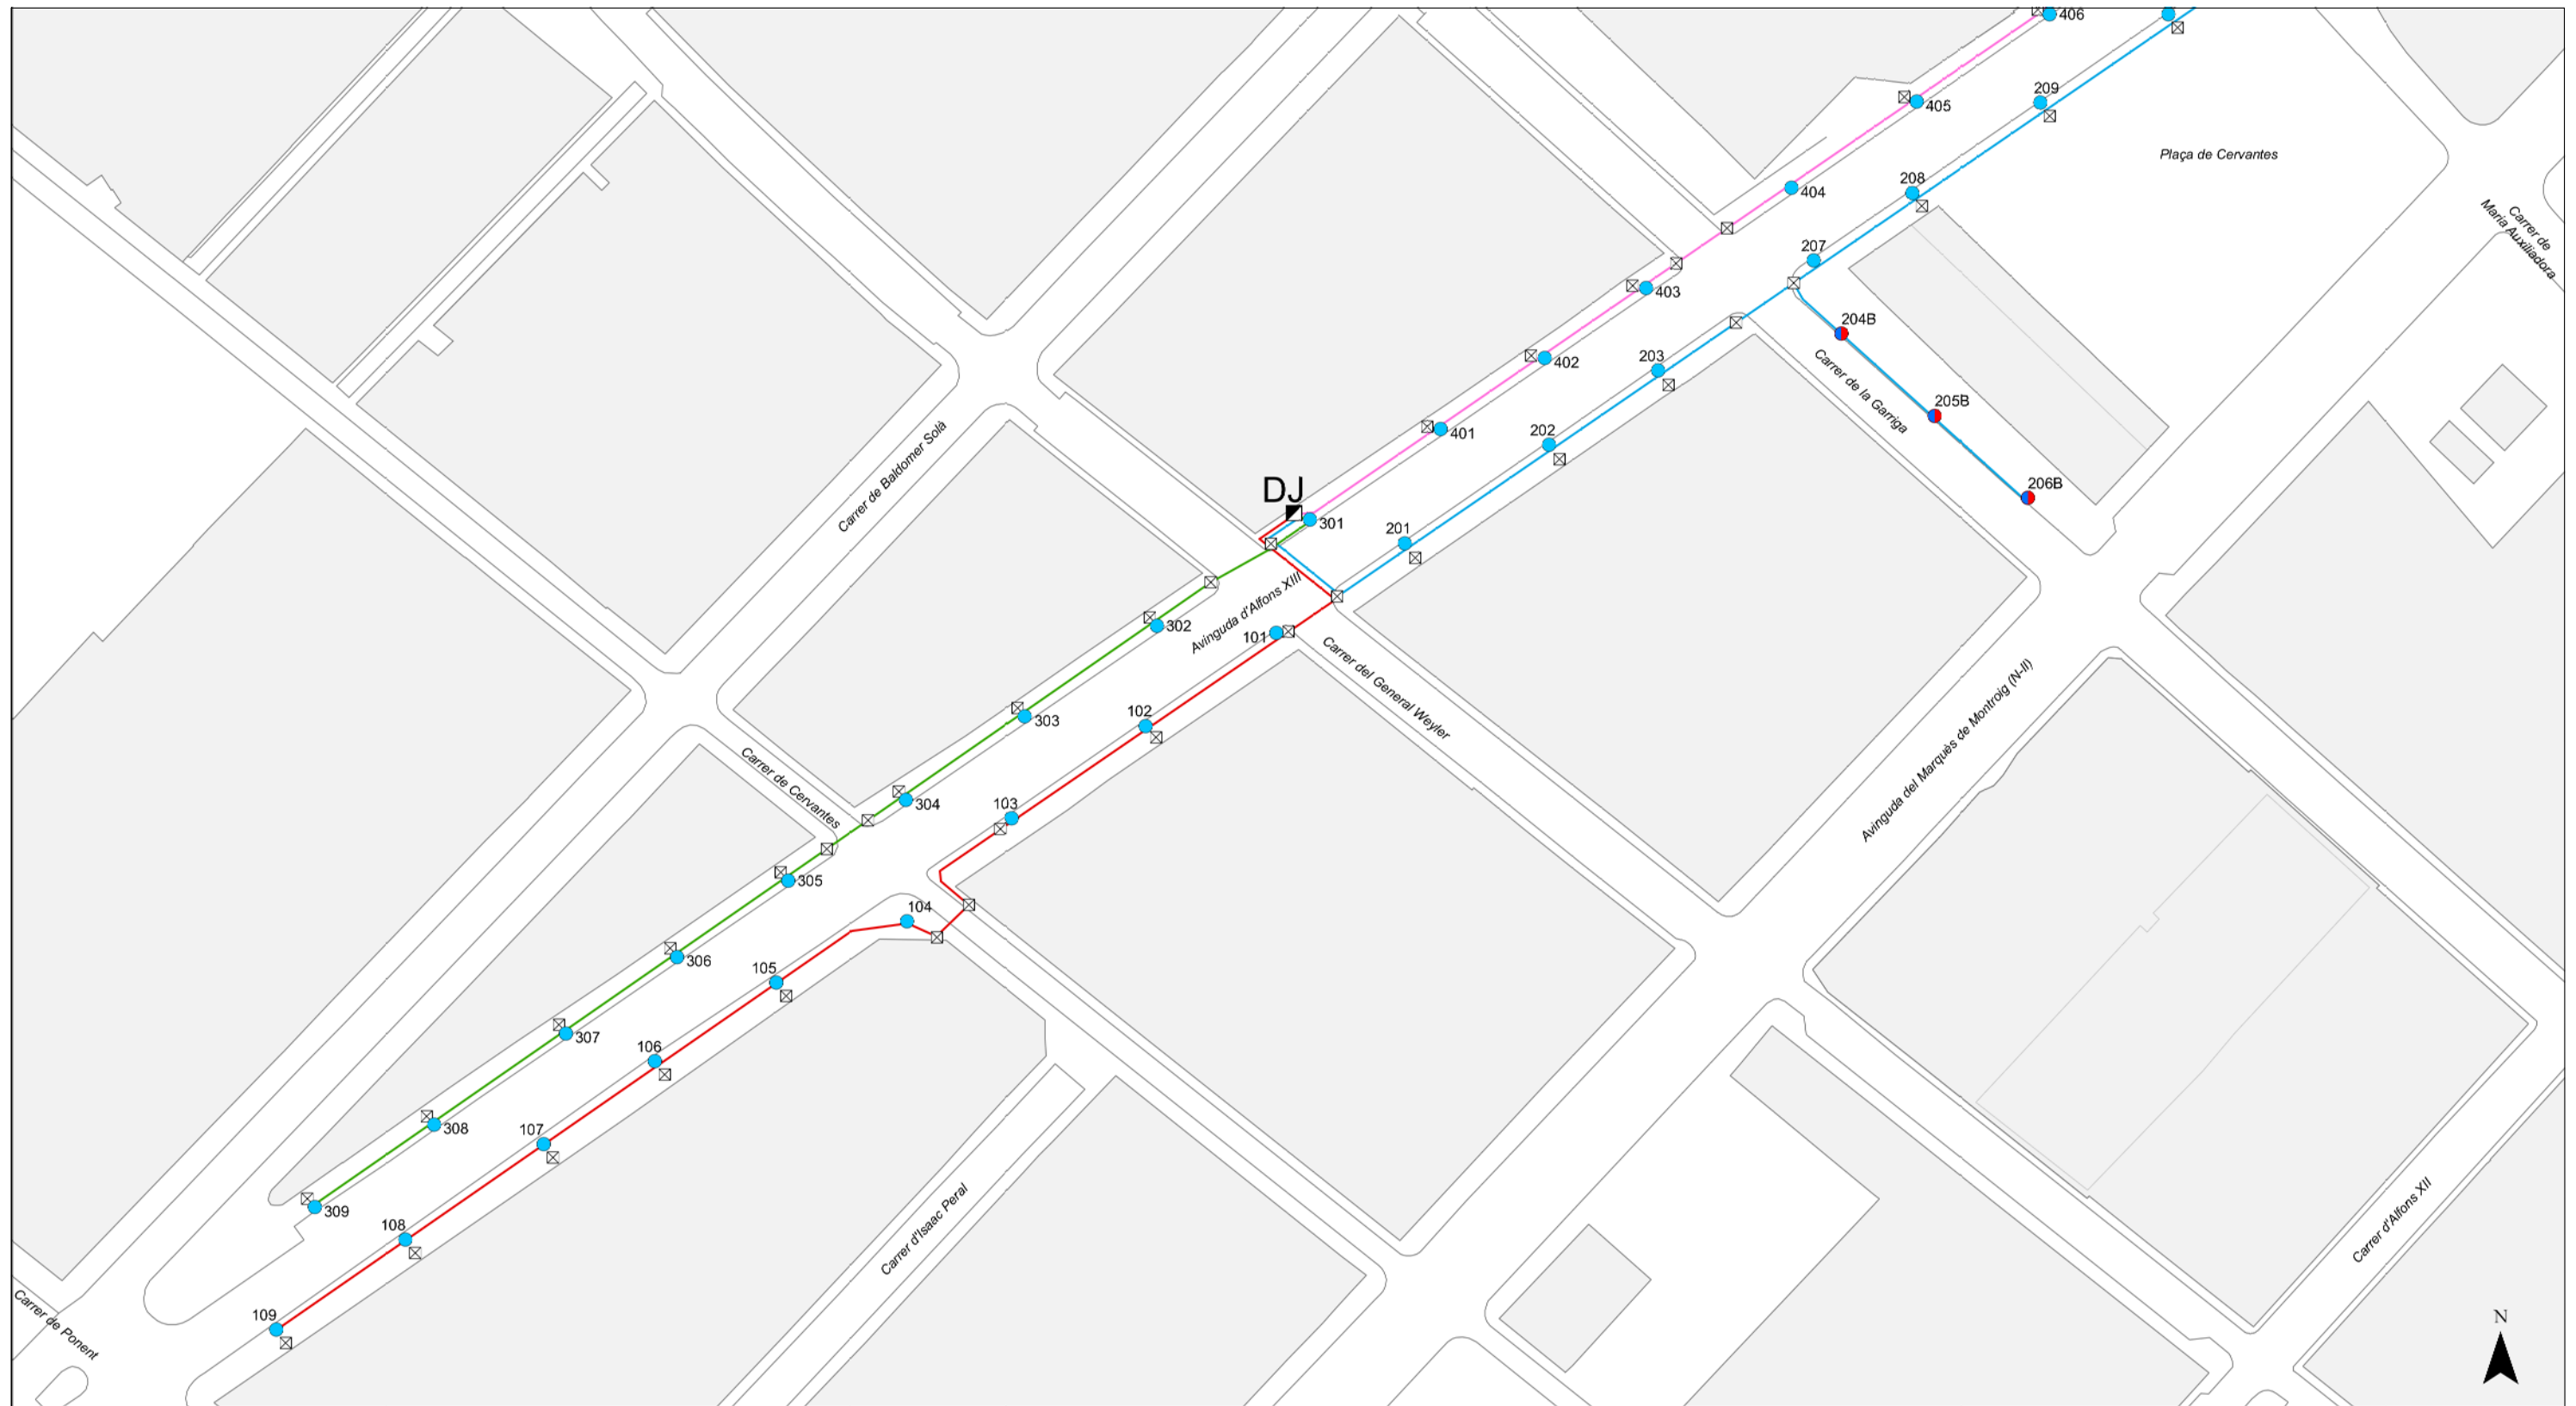 406
405
209
Plaça de Cervantes
404
208
Carrer de
Maria Auxiliadora
207
403
204B
402
203
Carrer de la Garriga
205B
401
202
Carrer de Baldomer Solà
206B
DJ
301
201
Avinguda d'Alfons XIII
302
101
Carrer del General Weyler
303
102
Avinguda del Marquès de Montroig (N-II)
Carrer de Cervantes
304
103
305
104
306
105
307
106
308
107
309
108
Carrer d'Isaac Peral
Carrer d'Alfons XII
109
Carrer de Ponent
N